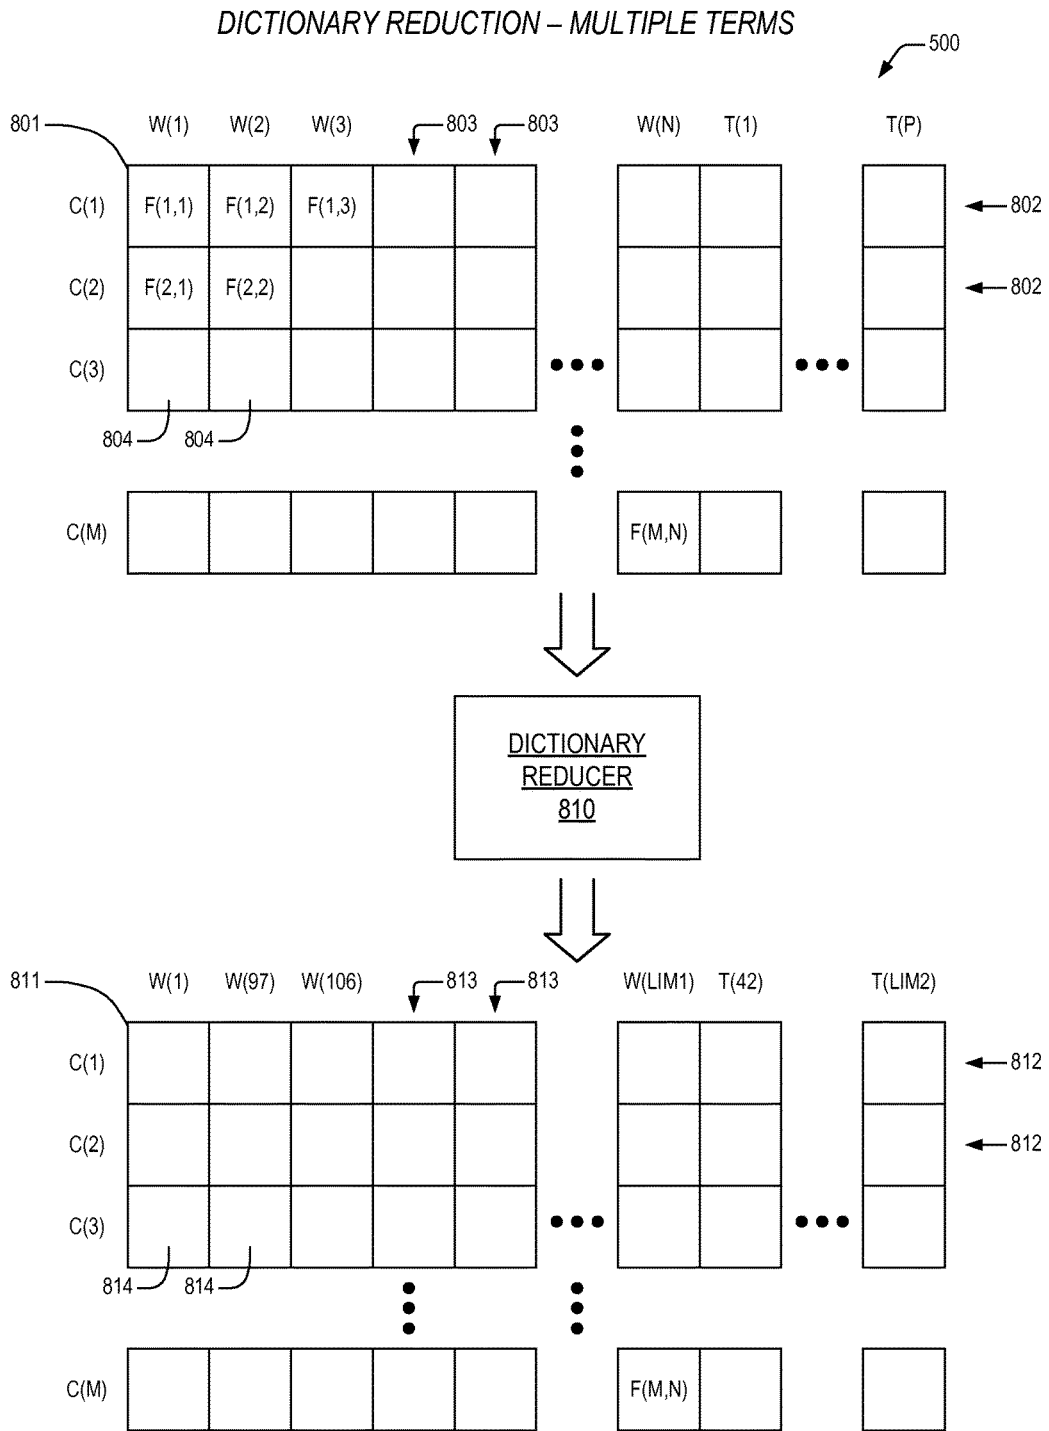 DICTIONARY REDUCTION – MULTIPLE TERMS
500
801 W(1) W(2) W(3) 803 803 W(N) T(1) T(P)
C(1) F(1,1) F(1,2) F(1,3) 802
C(2) F(2,1) F(2,2) 802
C(3)
804 804
C(M) F(M,N)
DICTIONARY
REDUCER
810
811 W(1) W(97) W(106) 813 813 W(LIM1) T(42) T(LIM2)
C(1) 812
C(2) 812
C(3)
814 814
C(M) F(M,N)